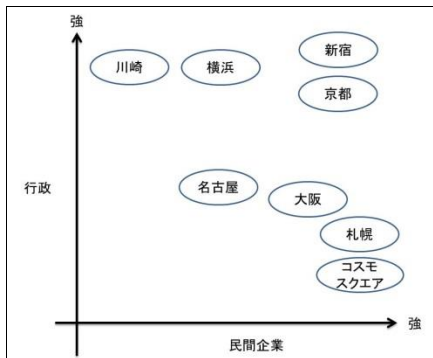 強
新宿
川崎
横浜
京都
行政
名古屋
大阪
札幌
コスモ
スクエア
強
民間企業